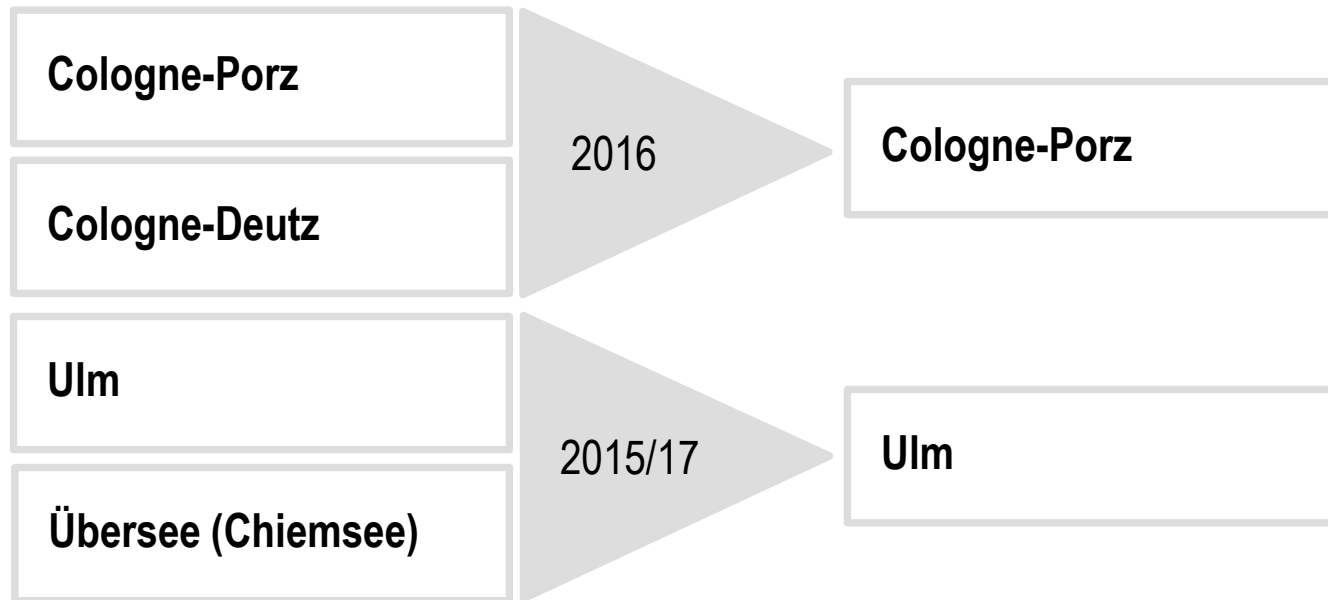 Cologne-Porz
Cologne-Deutz
2016
Cologne-Porz
Ulm
Übersee (Chiemsee)
2015/17
Ulm